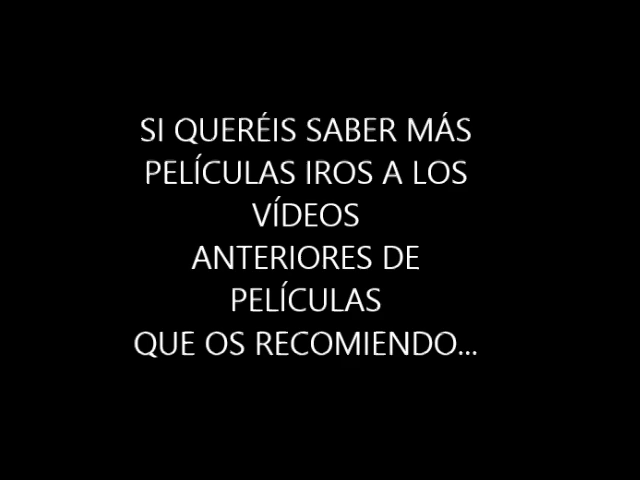 SI QUERÉIS SABER MÁS
PELÍCULAS IROS A LOS
VÍDEOS
ANTERIORES DE
PELÍCULAS
QUE OS RECOMIENDO...